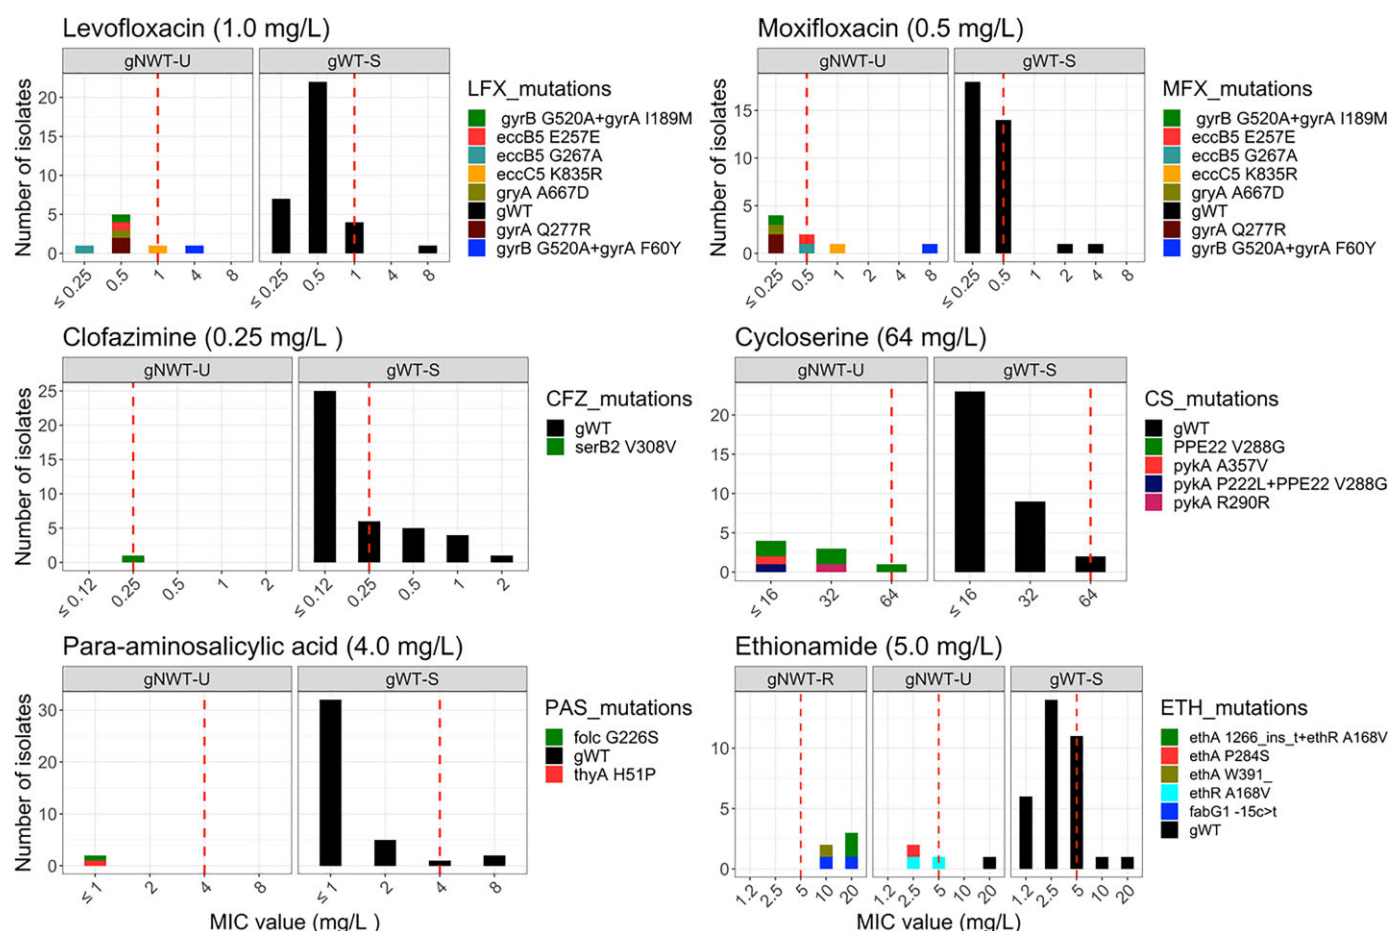 Levofloxacin (1.0 mg/L)
gNWT-U
gWT-S
Number of isolates
20
15
10
5
0
≤ 0.25
0.5
1
4
8
≤ 0.25
0.5
1
4
8
LFX_mutations
gyrB G520A+gyrA I189M
eccB5 E257E
eccB5 G267A
eccC5 K835R
gryA A667D
gWT
gyrA Q277R
gyrB G520A+gyrA F60Y
Moxifloxacin (0.5 mg/L)
gNWT-U
gWT-S
Number of isolates
15
10
5
0
≤ 0.25
0.5
1
2
4
8
≤ 0.25
0.5
1
2
4
8
MFX_mutations
gyrB G520A+gyrA I189M
eccB5 E257E
eccB5 G267A
eccC5 K835R
gryA A667D
gWT
gyrA Q277R
gyrB G520A+gyrA F60Y
Clofazimine (0.25 mg/L )
gNWT-U
gWT-S
Number of isolates
25
20
15
10
5
0
≤ 0.12
0.25
0.5
1
2
≤ 0.12
0.25
0.5
1
2
CFZ_mutations
gWT
serB2 V308V
Cycloserine (64 mg/L)
gNWT-U
gWT-S
20
15
10
5
0
≤ 16
32
64
≤ 16
32
64
CS_mutations
gWT
PPE22 V288G
pykA A357V
pykA P222L+PPE22 V288G
pykA R290R
Para-aminosalicylic acid (4.0 mg/L)
gNWT-U
gWT-S
Number of isolates
30
20
10
0
≤ 1
2
4
8
≤ 1
2
4
8
MIC value (mg/L )
PAS_mutations
folc G226S
gWT
thyA H51P
Ethionamide (5.0 mg/L)
gNWT-R
gNWT-U
gWT-S
10
5
0
1.2
2.5
5
10
20
1.2
2.5
5
10
20
1.2
2.5
5
10
20
MIC value (mg/L)
ETH_mutations
ethA 1266_ins_t+ethR A168V
ethA P284S
ethA W391_
ethR A168V
fabG1 -15c>t
gWT